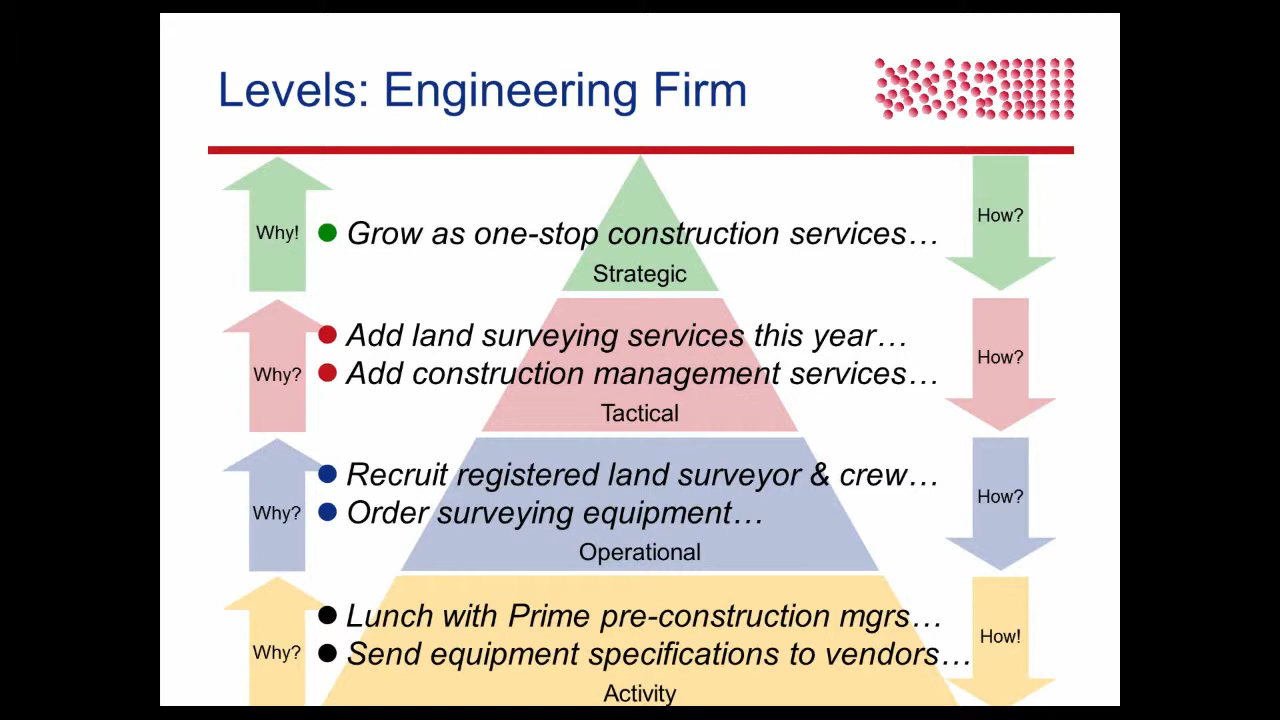 Levels: Engineering Firm
Why!
Grow as one-stop construction services…
How?
Strategic
Add land surveying services this year…
Why?
Add construction management services…
How?
Tactical
Recruit registered land surveyor & crew…
Why?
Order surveying equipment…
How?
Operational
Lunch with Prime pre-construction mgrs…
Why?
Send equipment specifications to vendors…
How!
Activity